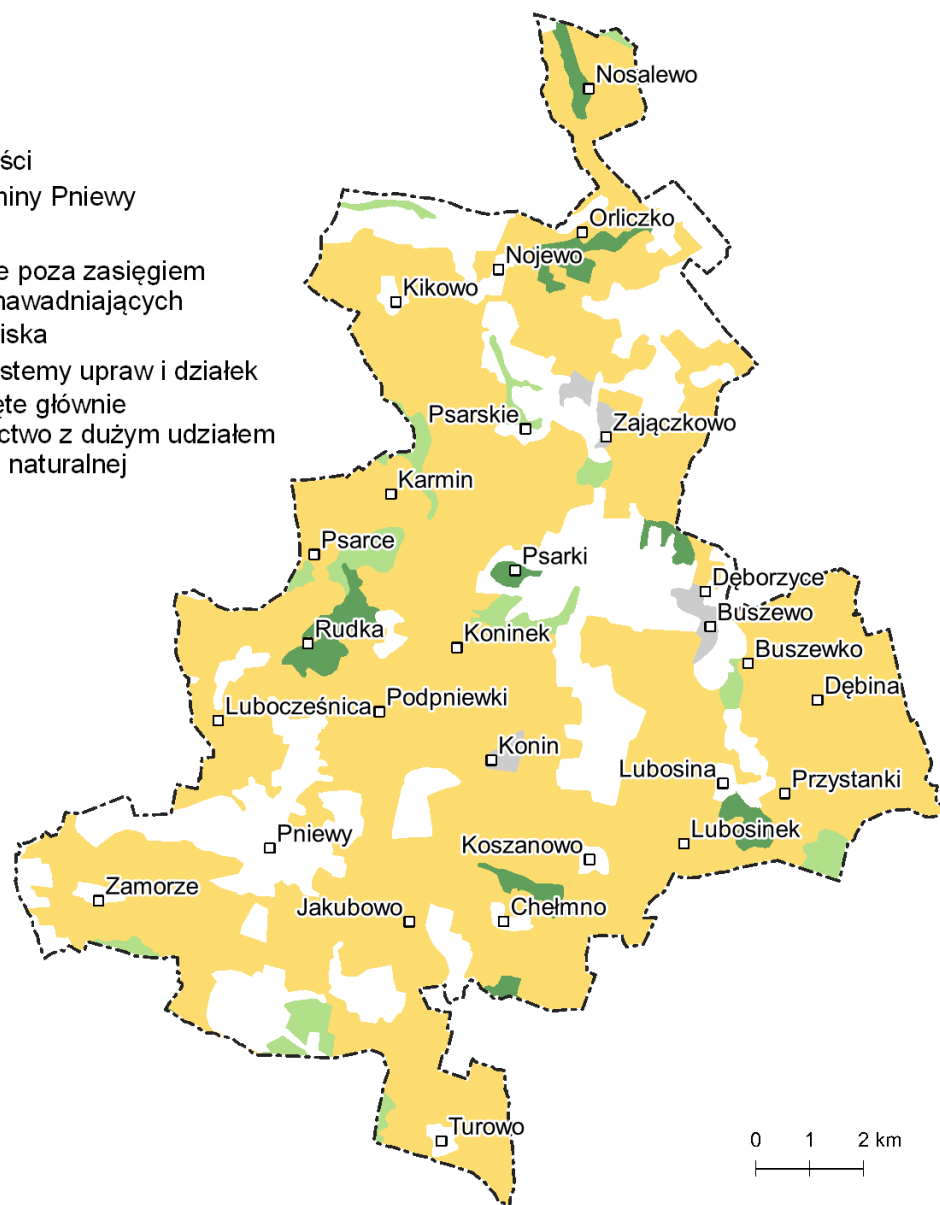 ści
miny Pniewy
e poza zasięgiem
nawadniających
iska
stemy upraw i działek
ęte głównie
ctwo z dużym udziałem
naturalnej
Nosalewo
Orliczko
Nojewo
Kikowo
Psarskie
Zajączkowo
Karmin
Psarce
Psarki
Dęborzyce
Buszewo
Rudka
Koninek
Buszewko
Dębina
Lubocześnica
Podpniewki
Konin
Lubosina
Przystanki
Pniewy
Koszanowo
Lubosinek
Zamorze
Jakubowo
Chełmno
Turowo
0 1 2 km